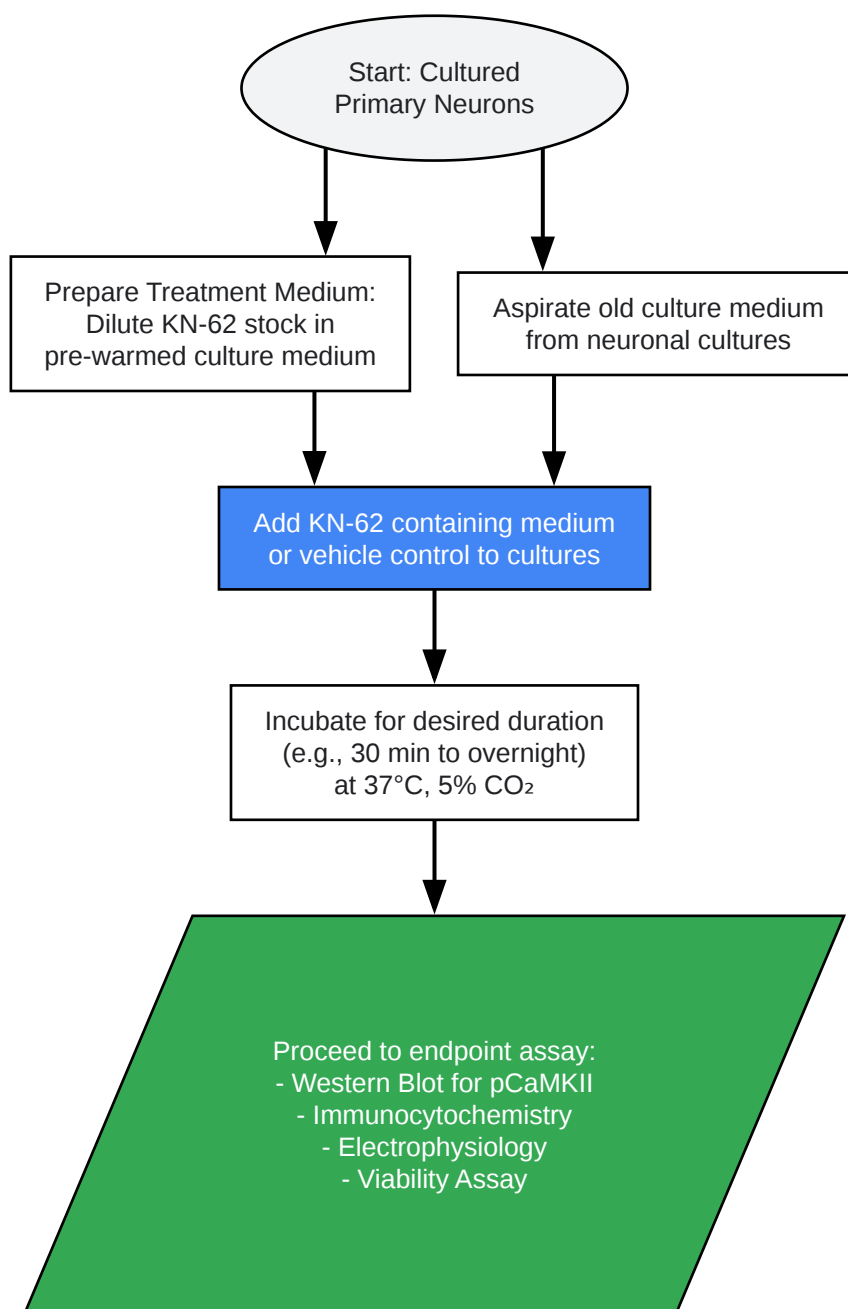 Start: Cultured
Primary Neurons
Prepare Treatment Medium:
Dilute KN-62 stock in
pre-warmed culture medium
Aspirate old culture medium
from neuronal cultures
Add KN-62 containing medium
or vehicle control to cultures
Incubate for desired duration
(e.g., 30 min to overnight)
at 37°C, 5% CO₂
Proceed to endpoint assay:
- Western Blot for pCaMKII
- Immunocytochemistry
- Electrophysiology
- Viability Assay